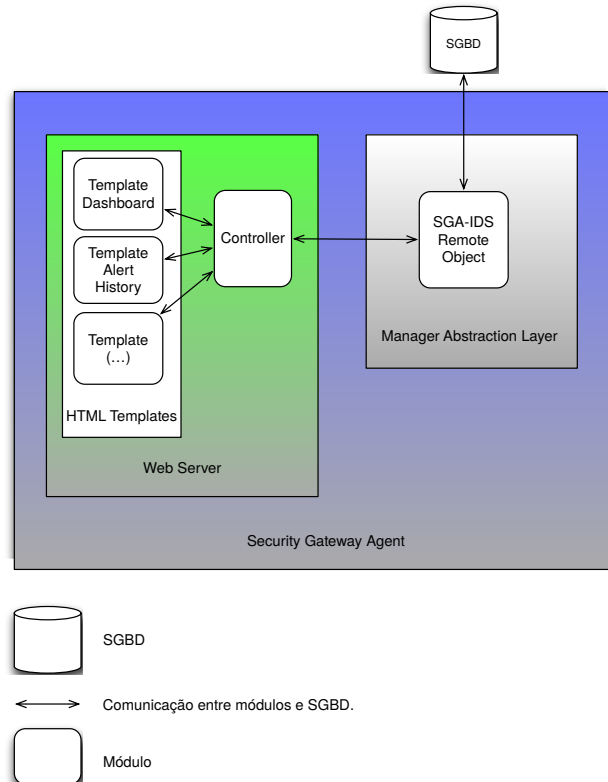 SGBD
Template
Dashboard
Template
Alert
History
Template
(...)
HTML Templates
Controller
Web Server
SGA-IDS
Remote
Object
Manager Abstraction Layer
Security Gateway Agent
SGBD
Comunicação entre módulos e SGBD.
Módulo